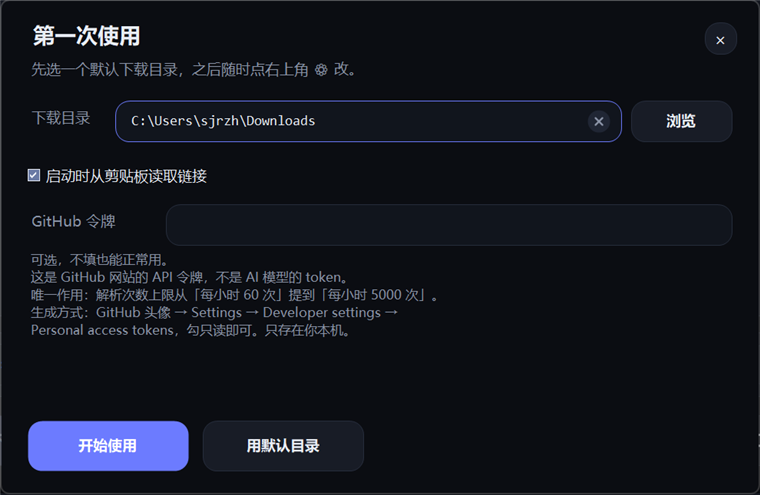 第一次使用
先选一个默认下载目录，之后随时点右上角 ⚙ 改。
下载目录 C:\Users\sjrzh\Downloads 浏览
启动时从剪贴板读取链接
GitHub 令牌
可选，不填也能正常用。
这是 GitHub 网站的 API 令牌，不是 AI 模型的 token。
唯一作用：解析次数上限从「每小时 60 次」提到「每小时 5000 次」。
生成方式：GitHub 头像 → Settings → Developer settings →
Personal access tokens，勾只读即可。只存在你本机。
开始使用 用默认目录